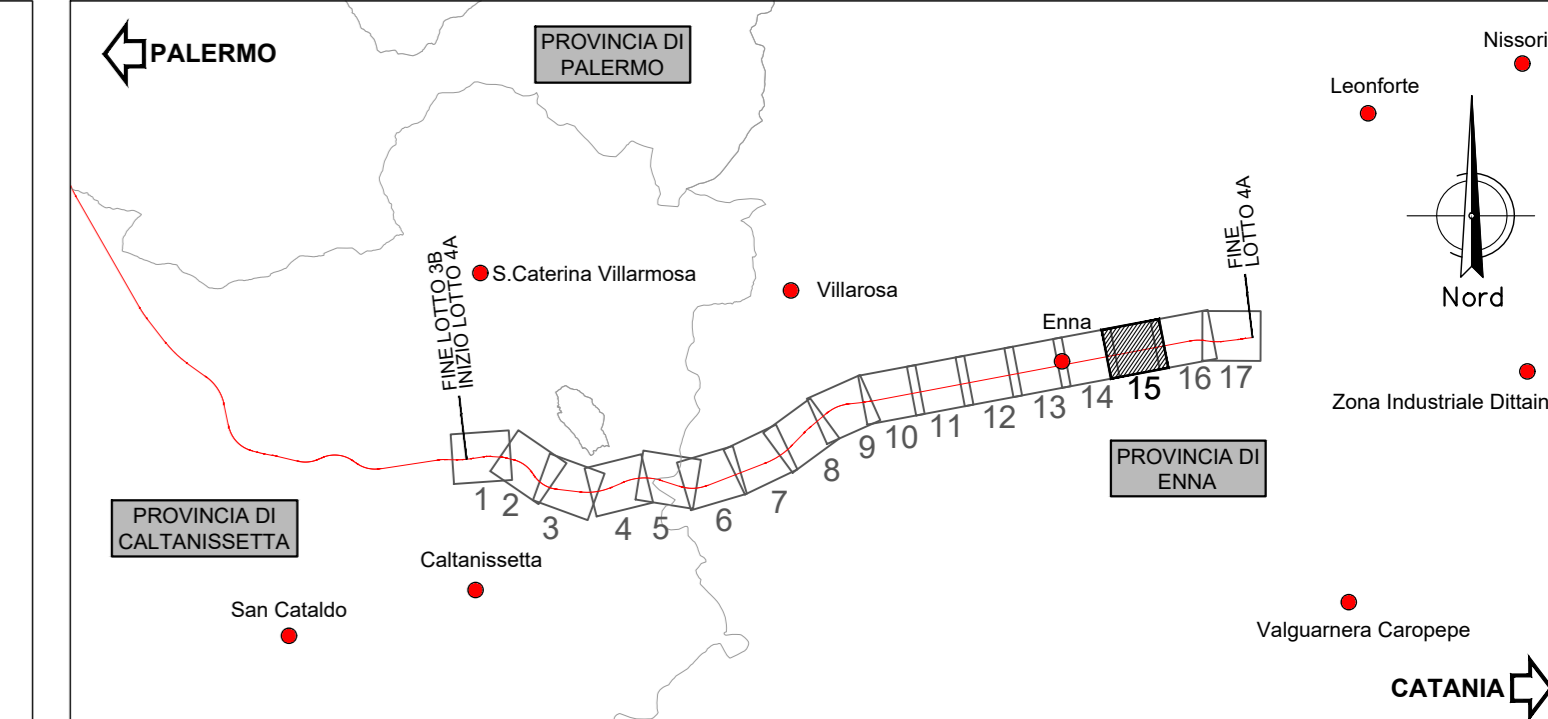 PALERMO
PROVINCIA DI
PALERMO
Nissori
Leonforte
Nord
FINE LOTTO 3B
INIZIO LOTTO 4A
S.Caterina Villarmosa
Villarosa
FINE
LOTTO 4A
Enna
Zona Industriale Dittain
1
2
3
4
5
6
7
8
9
10
11
12
13
14
15
16
17
PROVINCIA DI
ENNA
PROVINCIA DI
CALTANISSETTA
Caltanissetta
San Cataldo
Valguarnera Caropepe
CATANIA